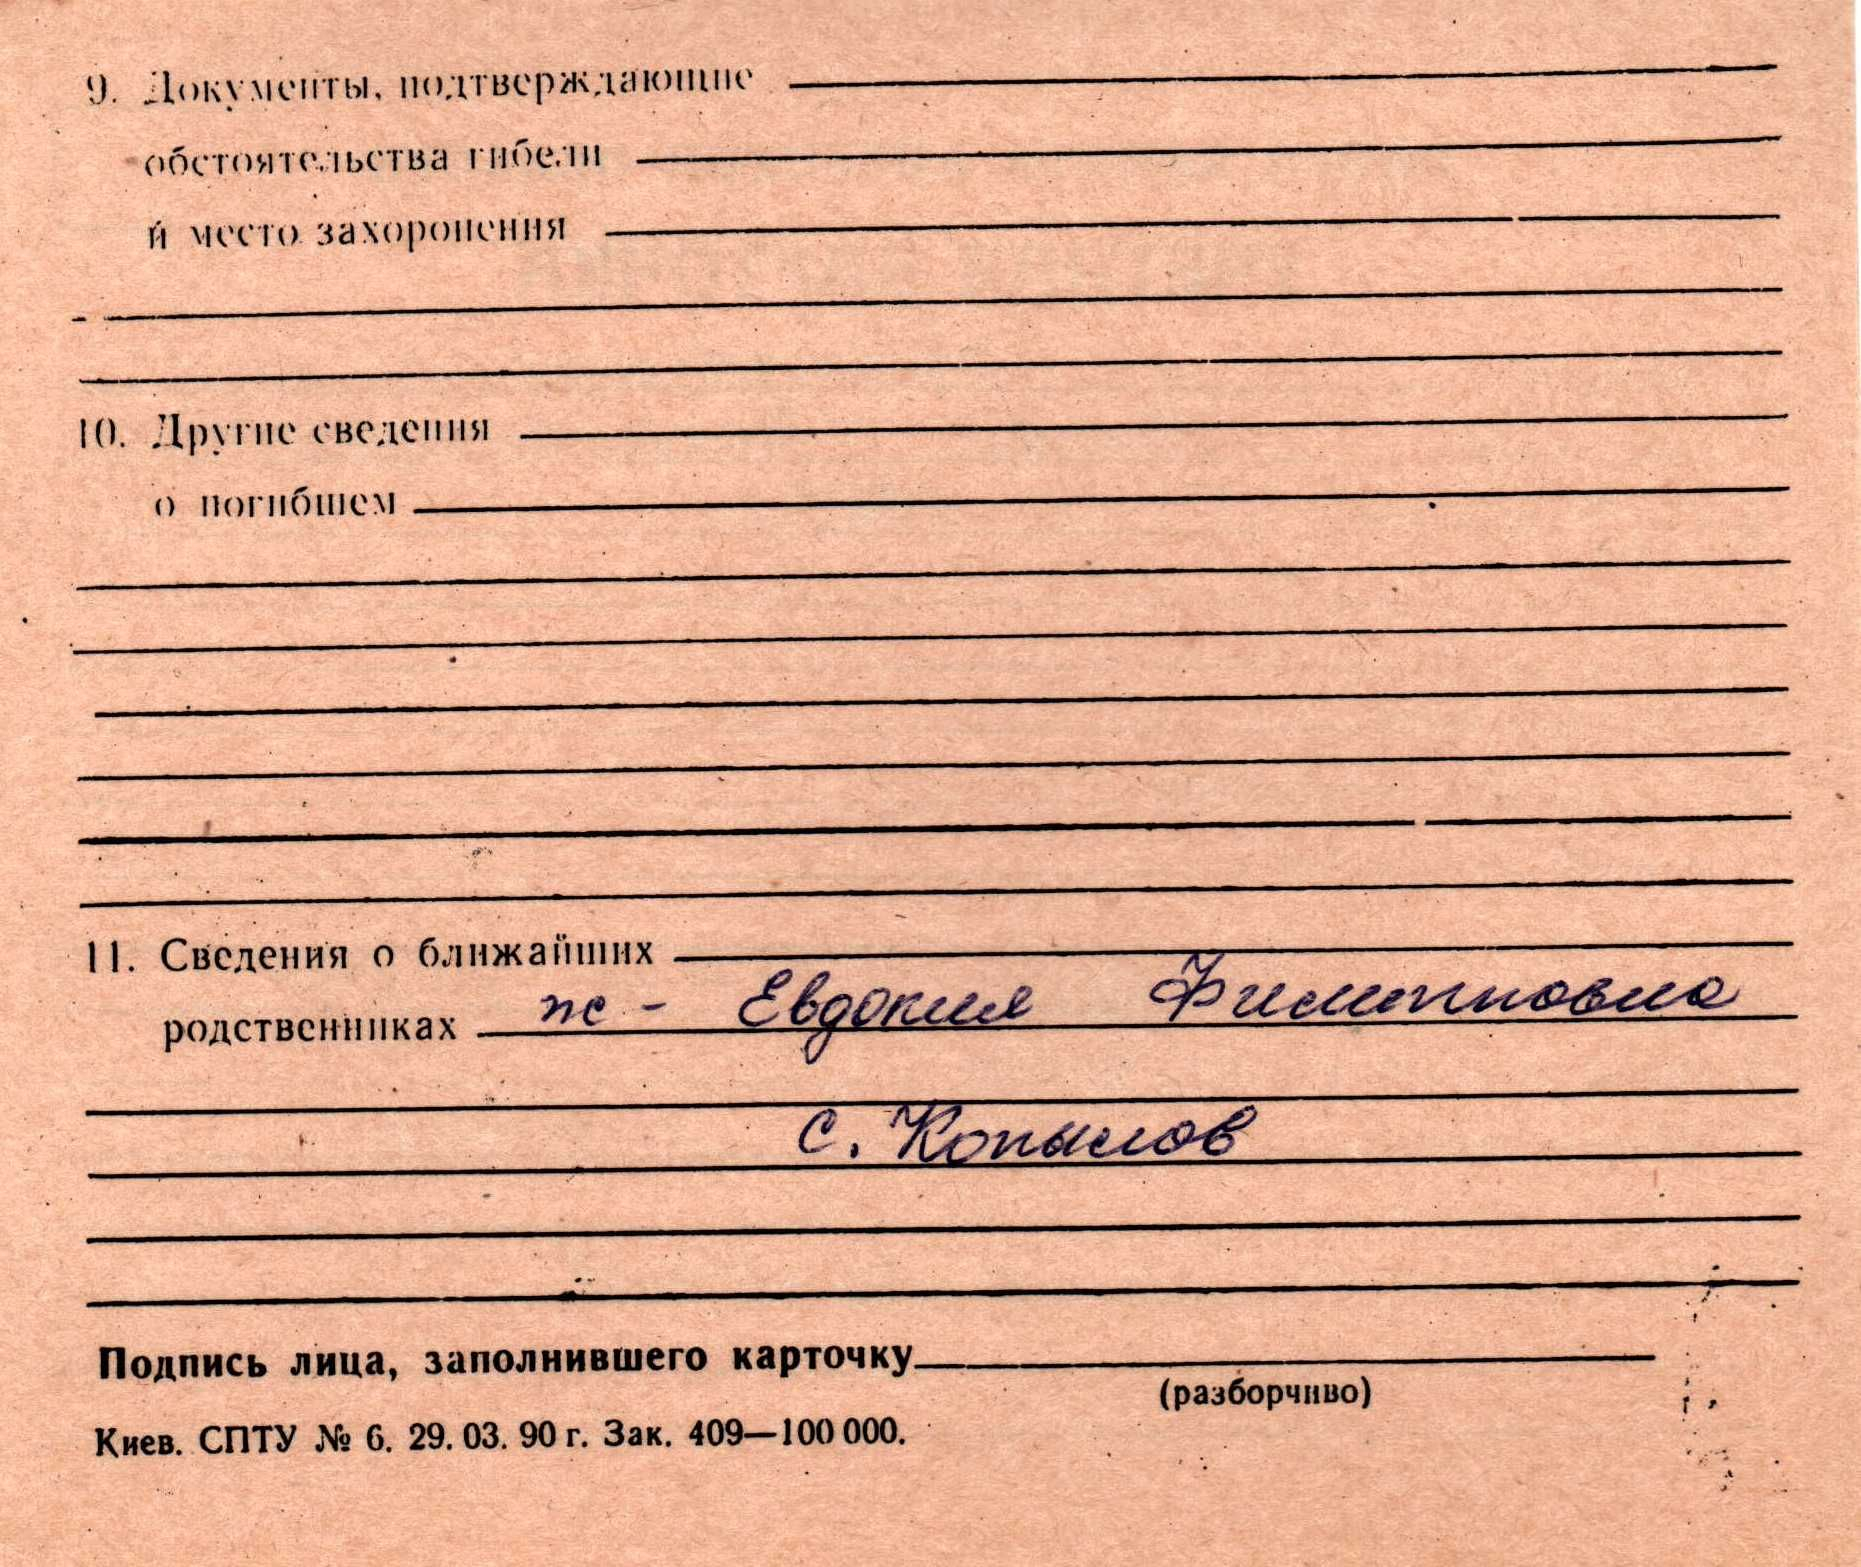 9. Документы, подтверждающие
обстоятельства гибели
и место захоронения
10. Другие сведения
о погибшем
11. Сведения о ближайших
родственниках ж - Евдокия Филипповна
с. Копылов
Подпись лица, заполнившего карточку
(разборчиво)
Киев. СПТУ № 6. 29. 03. 90 г. Зак. 409—100 000.